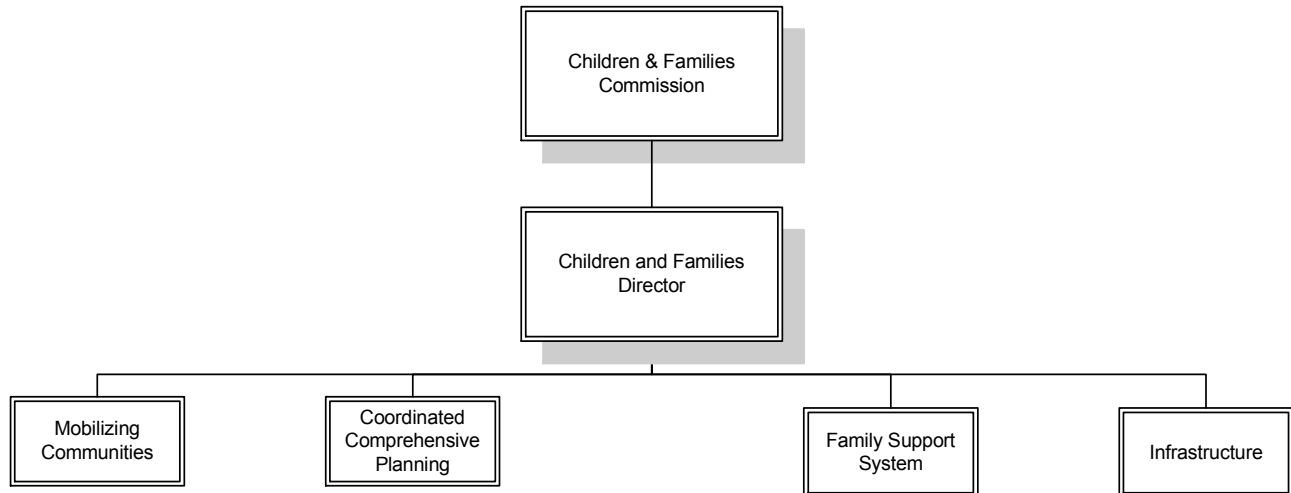 Children & Families
Commission
Children and Families
Director
Mobilizing
Communities
Coordinated
Comprehensive
Planning
Family Support
System
Infrastructure